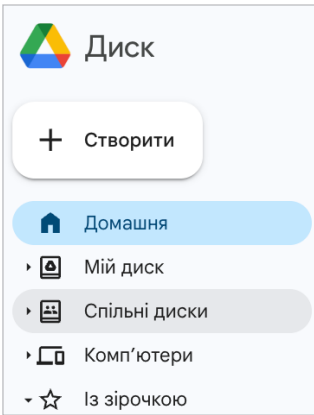 Диск
Створити
Домашня
Мій диск
Спільні диски
Комп’ютери
Із зірочкою